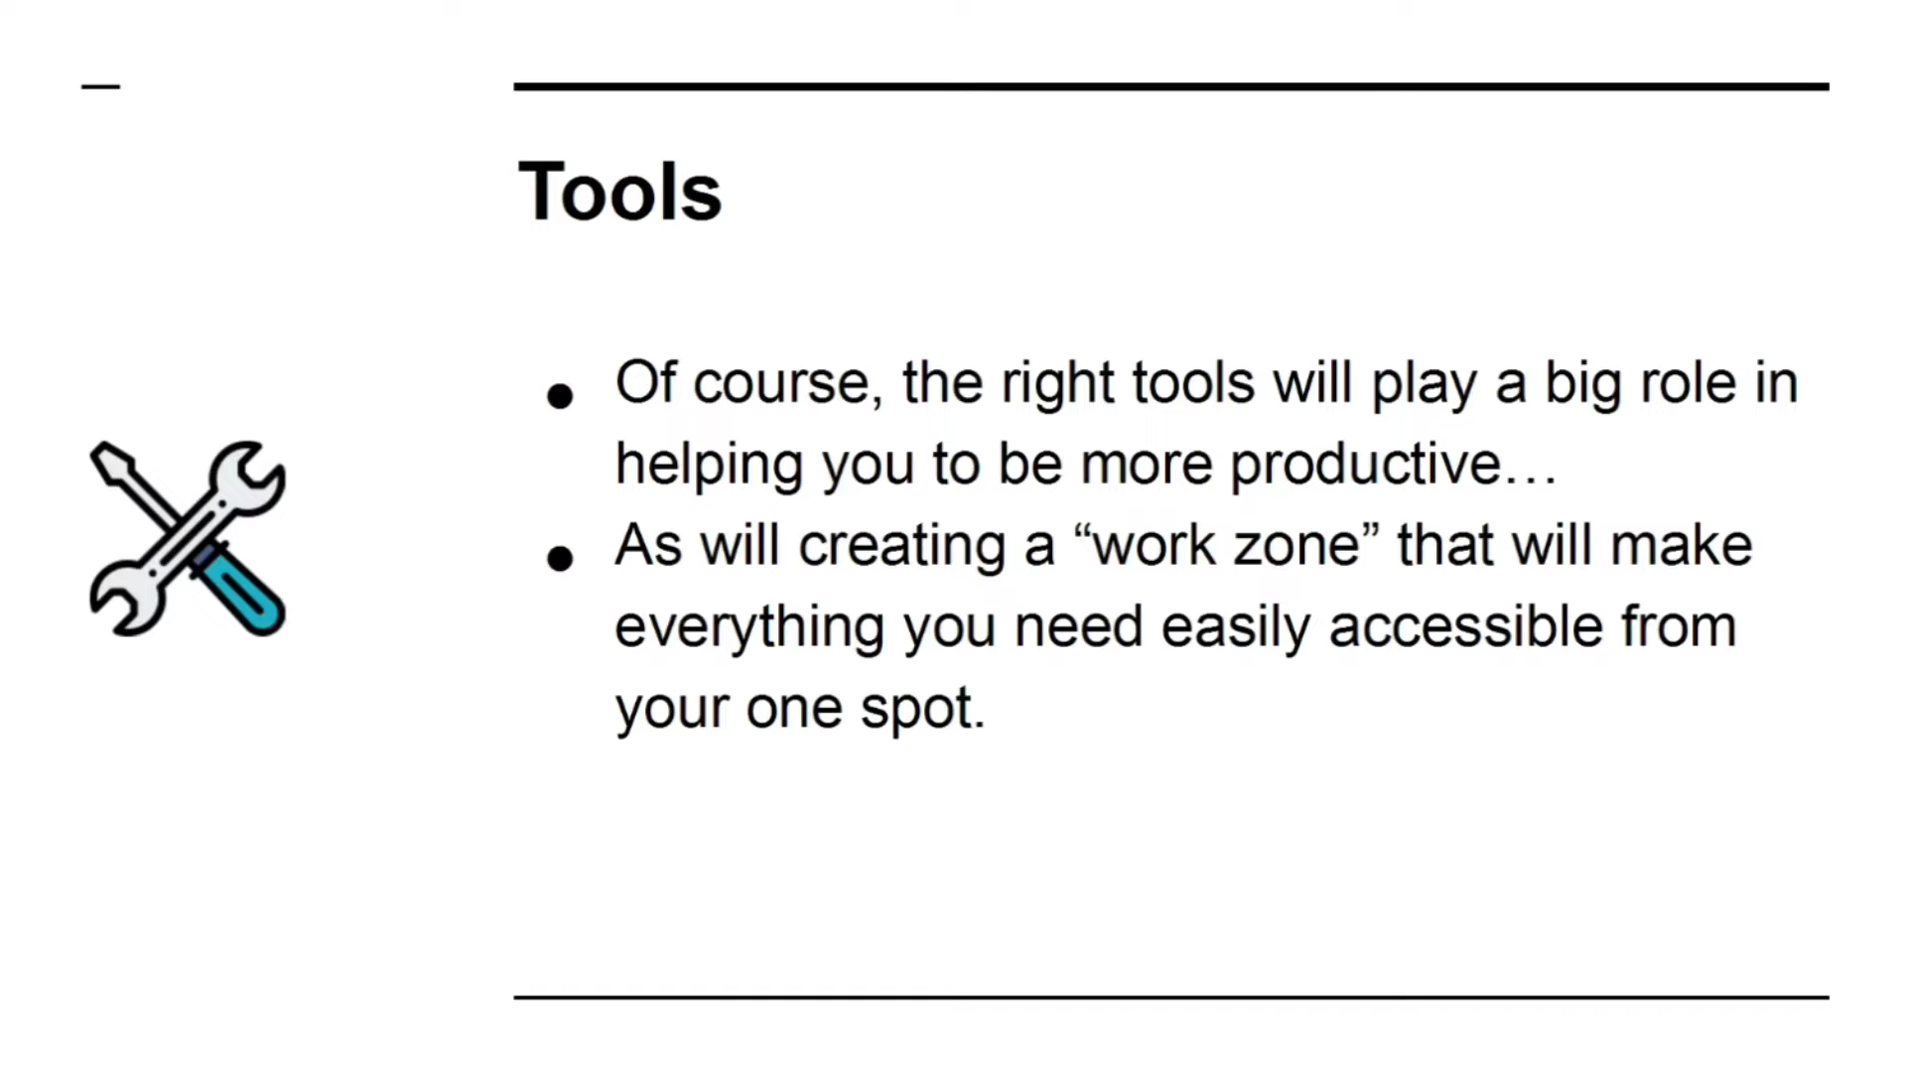 Tools
• Of course, the right tools will play a big role in
helping you to be more productive…
• As will creating a “work zone” that will make
everything you need easily accessible from
your one spot.